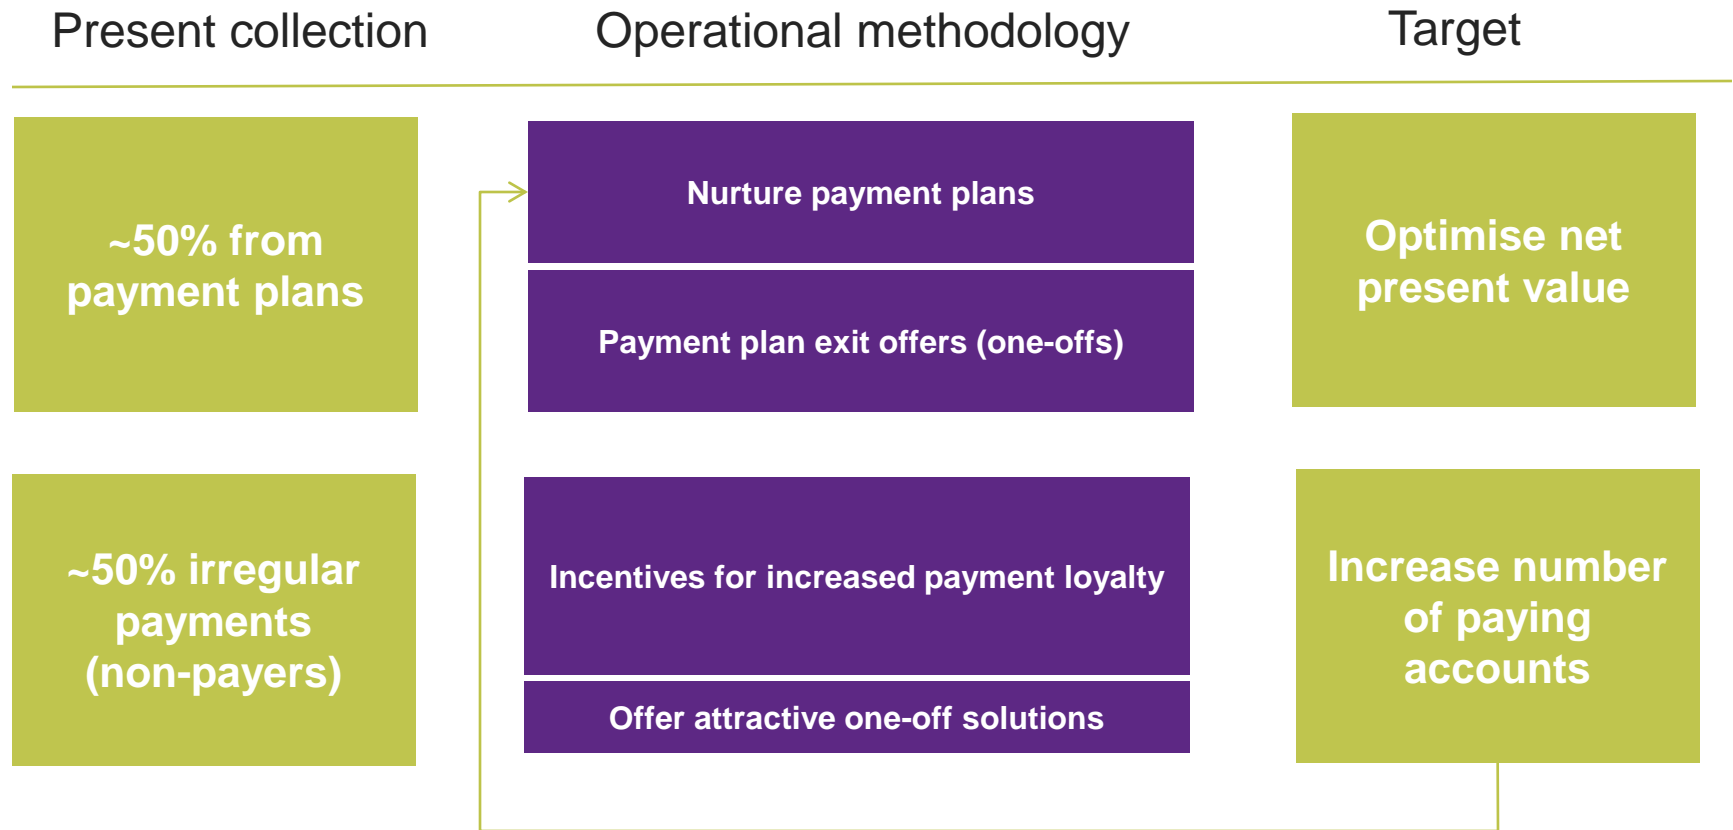 Present collection
Operational methodology
Target
~50% from
payment plans
Nurture payment plans
Payment plan exit offers (one-offs)
Optimise net
present value
~50% irregular
payments
(non-payers)
Incentives for increased payment loyalty
Offer attractive one-off solutions
Increase number
of paying
accounts